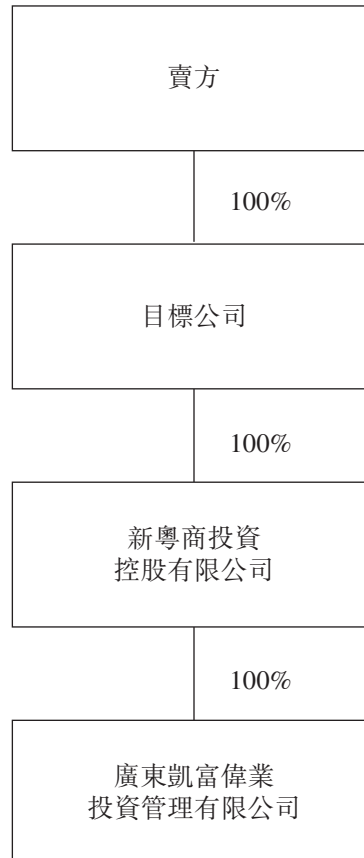 賣方
100%
目標公司
100%
新粵商投資
控股有限公司
100%
廣東凱富偉業
投資管理有限公司